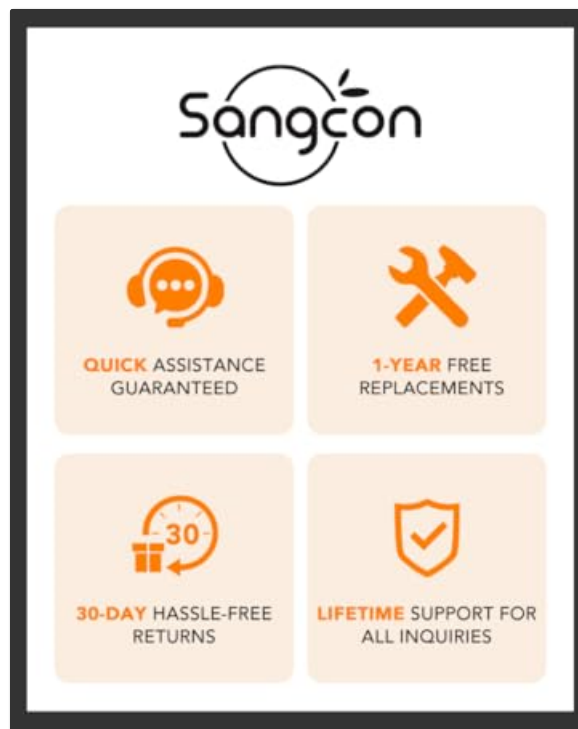 Sangcon
QUICK ASSISTANCE
GUARANTEED
1-YEAR FREE
REPLACEMENTS
30
30-DAY HASSLE-FREE
RETURNS
LIFETIME SUPPORT FOR
ALL INQUIRIES